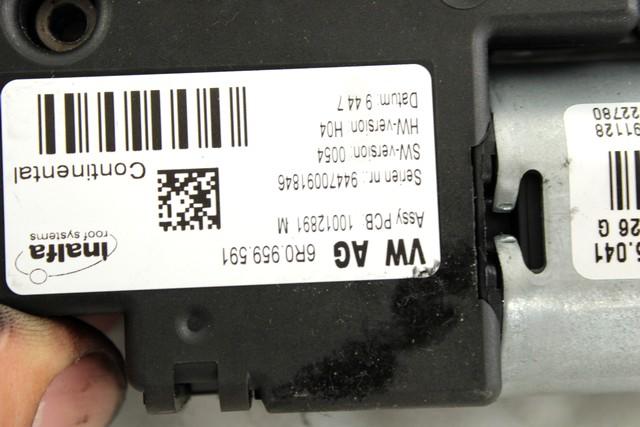 VW AG 6R0.959.591
Assy PCB: 10012891 M
Serien nr.: 94470091846
SW-version: 0054
HW-version: H04
Datum: 9 44 7
Inalfa
roof systems
Continental
5.041
26 G
91128
22780